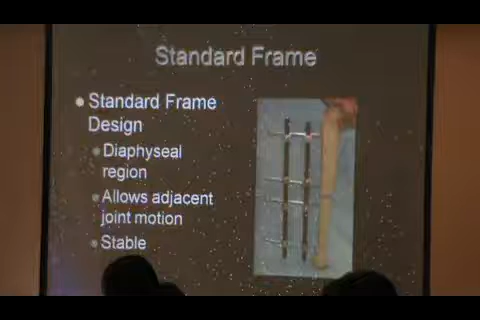 Standard Frame
Standard Frame
Design
Diaphyseal
region
Allows adjacent
joint motion
Stable